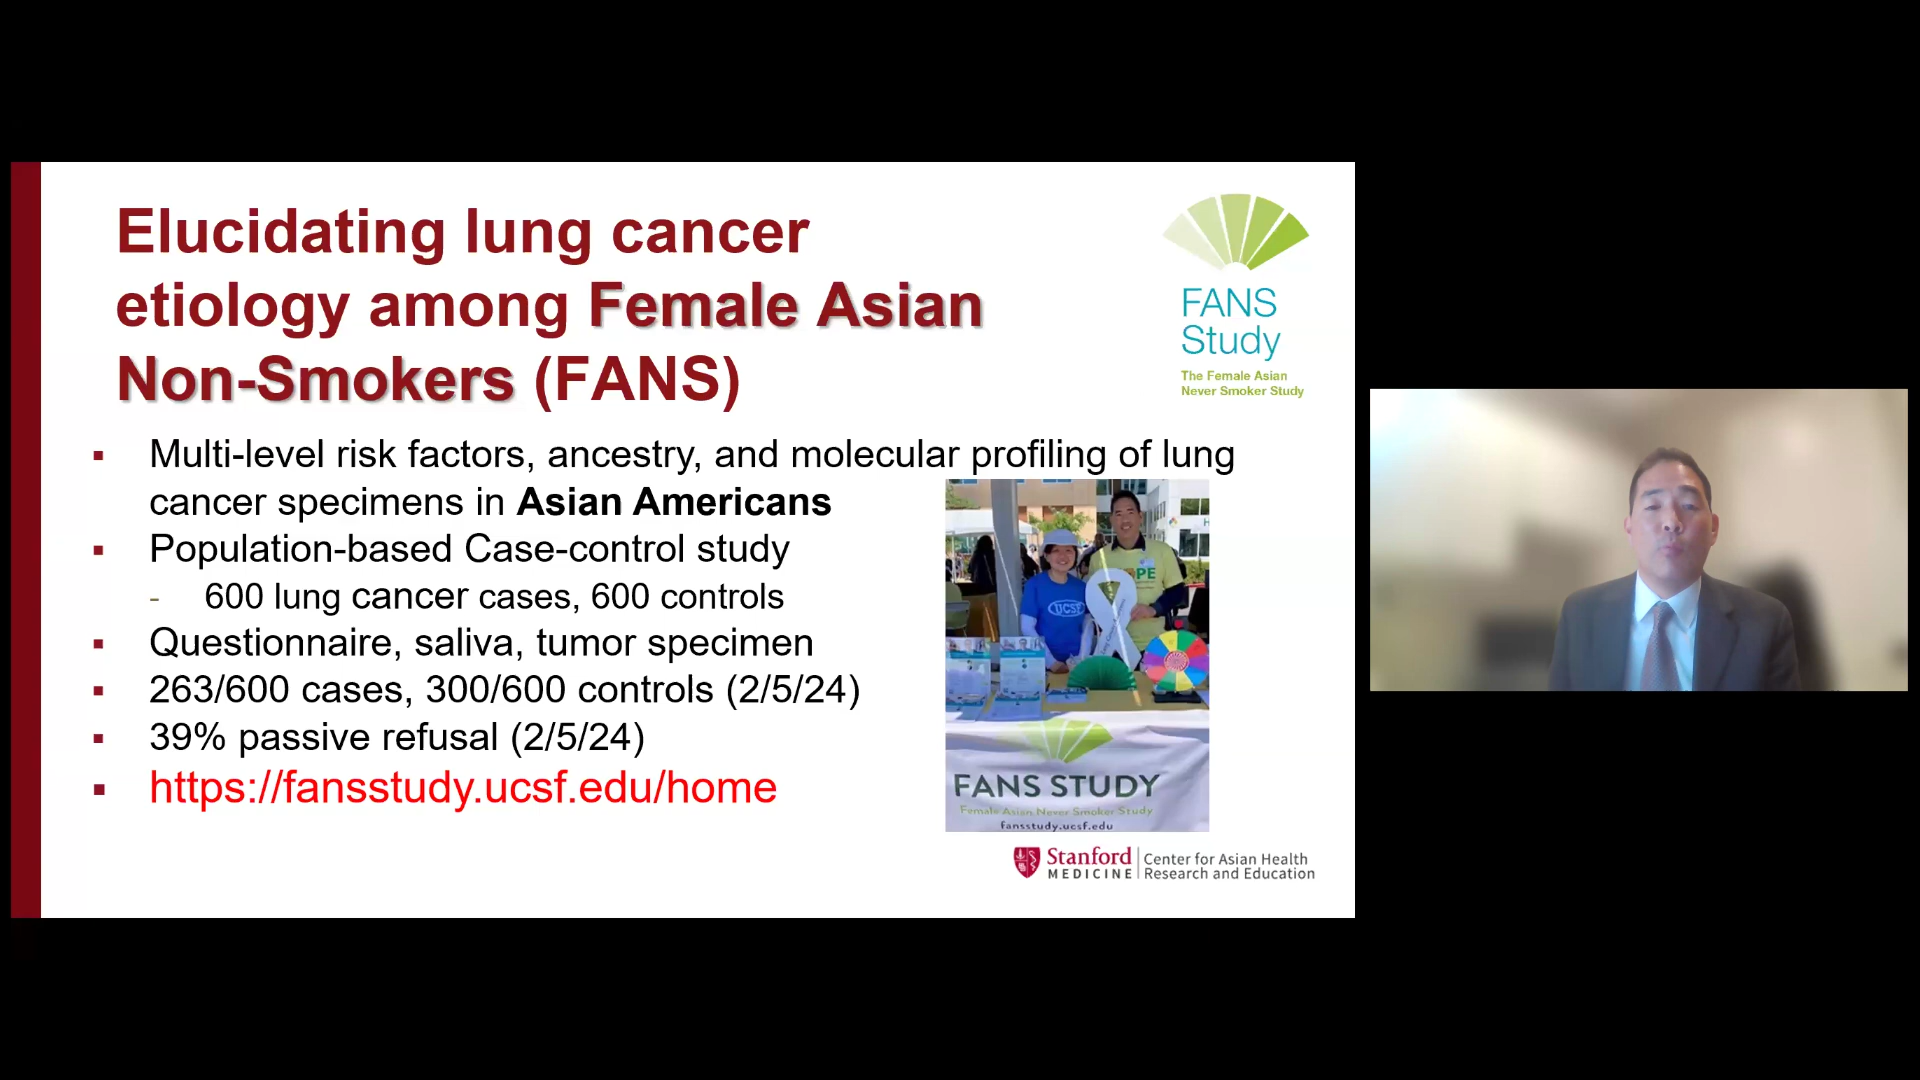 Elucidating lung cancer
etiology among Female Asian
Non-Smokers (FANS)
FANS
Study
The Female Asian
Never Smoker Study
▪ Multi-level risk factors, ancestry, and molecular profiling of lung
cancer specimens in Asian Americans
▪ Population-based Case-control study
- 600 lung cancer cases, 600 controls
▪ Questionnaire, saliva, tumor specimen
▪ 263/600 cases, 300/600 controls (2/5/24)
▪ 39% passive refusal (2/5/24)
▪ https://fansstudy.ucsf.edu/home
UCSF
FANS STUDY
Female Asian Never Smoker Study
fansstudy.ucsf.edu
Stanford
MEDICINE
Center for Asian Health
Research and Education